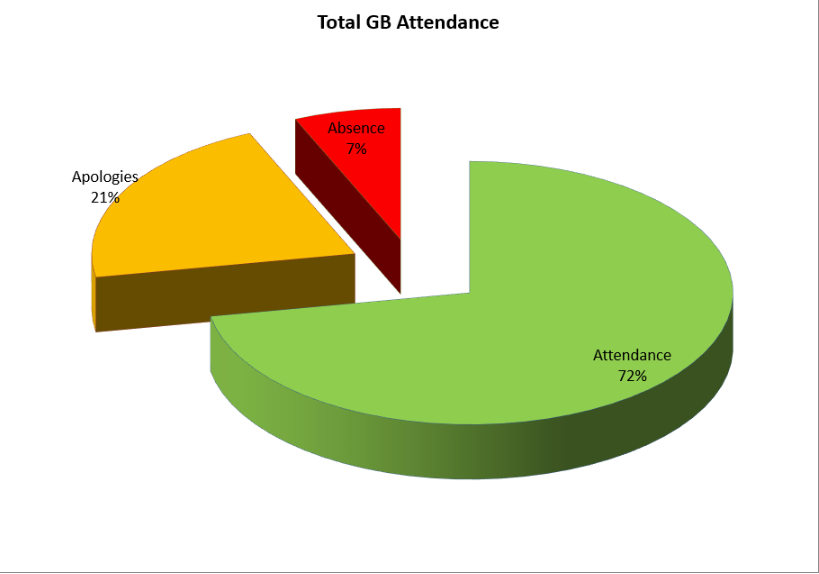 Total GB Attendance
Absence
7%
Apologies
21%
Attendance
72%